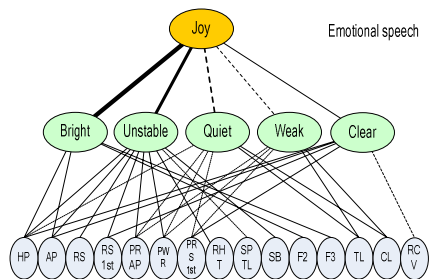 Joy
Emotional speech
Bright
Unstable
Quiet
Weak
Clear
HP
AP
RS
RS
1st
PR
AP
PW
R
PR
S
1st
RH
T
SP
TL
SB
F2
F3
TL
CL
RC
V